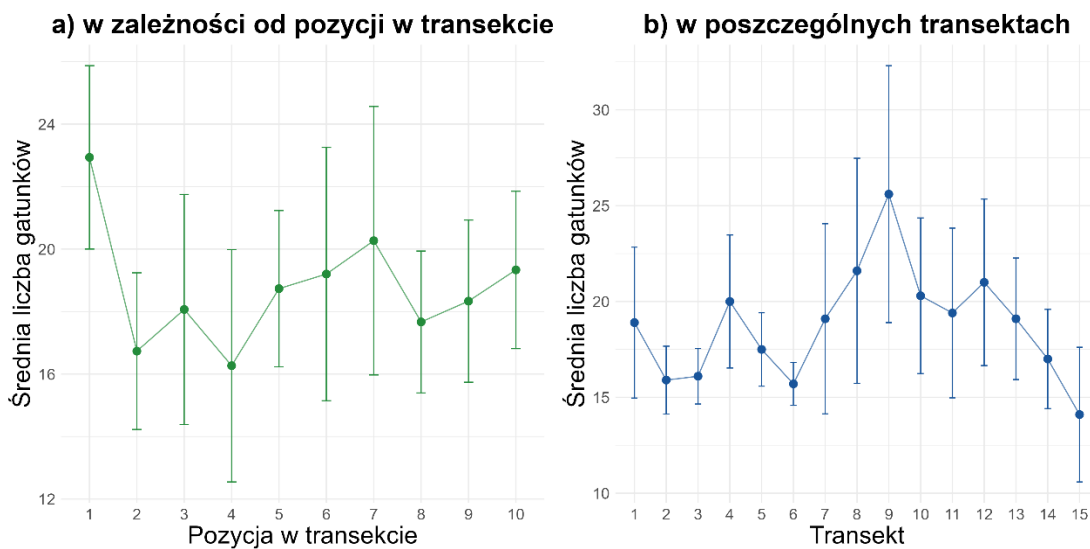 a) w zależności od pozycji w transekcie
b) w poszczególnych transektach
Średnia liczba gatunków
24
20
16
12
1 2 3 4 5 6 7 8 9 10
Pozycja w transekcie
Średnia liczba gatunków
30
25
20
15
10
1 2 3 4 5 6 7 8 9 10 11 12 13 14 15
Transekt